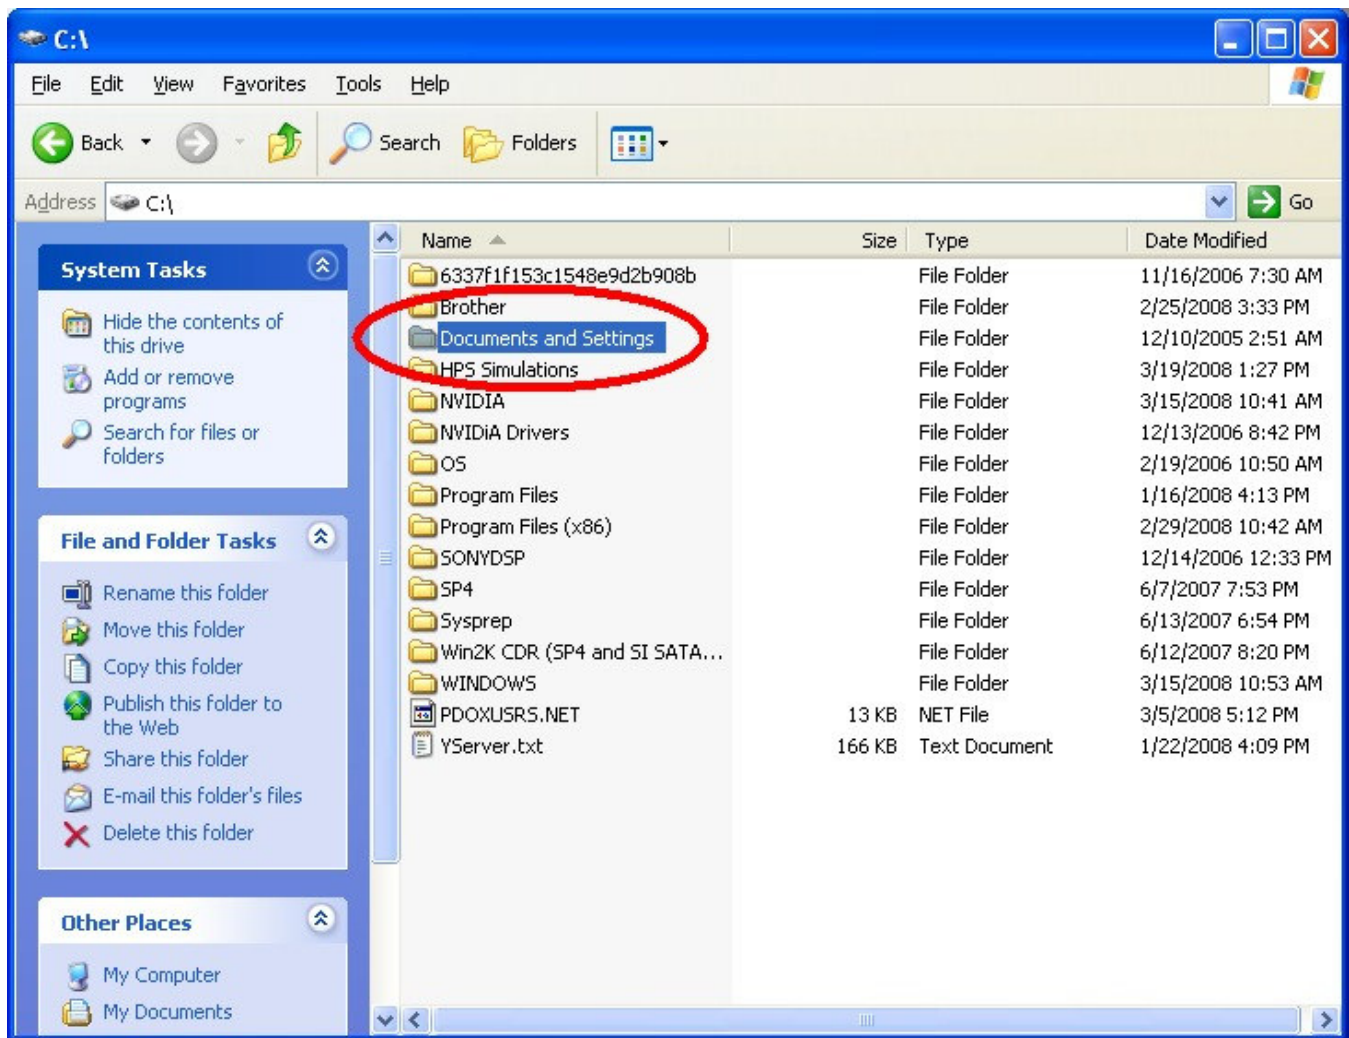 C:\
File Edit View Favorites Tools Help
Back Search Folders
Address C:\ Go
System Tasks
Hide the contents of
this drive
Add or remove
programs
Search for files or
folders
File and Folder Tasks
Rename this folder
Move this folder
Copy this folder
Publish this folder to
the Web
Share this folder
E-mail this folder's files
Delete this folder
Other Places
My Computer
My Documents
Name Size Type Date Modified
6337f1f153c1548e9d2b908b File Folder 11/16/2006 7:30 AM
Brother File Folder 2/25/2008 3:33 PM
Documents and Settings File Folder 12/10/2005 2:51 AM
HPS Simulations File Folder 3/19/2008 1:27 PM
NVIDIA File Folder 3/15/2008 10:41 AM
NVIDiA Drivers File Folder 12/13/2006 8:42 PM
OS File Folder 2/19/2006 10:50 AM
Program Files File Folder 1/16/2008 4:13 PM
Program Files (x86) File Folder 2/29/2008 10:42 AM
SONYDSP File Folder 12/14/2006 12:33 PM
SP4 File Folder 6/7/2007 7:53 PM
Sysprep File Folder 6/13/2007 6:54 PM
Win2K CDR (SP4 and SI SATA... File Folder 6/12/2007 8:20 PM
WINDOWS File Folder 3/15/2008 10:53 AM
PDOXUSRS.NET 13 KB NET File 3/5/2008 5:12 PM
YServer.txt 166 KB Text Document 1/22/2008 4:09 PM